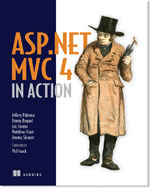 ASP.NET
MVC 4
IN ACTION
Jeffrey Palermo
Jimmy Bogard
Eric Hexter
Matthew Hinze
Jeremy Skinner
Phil Haack
MANNING